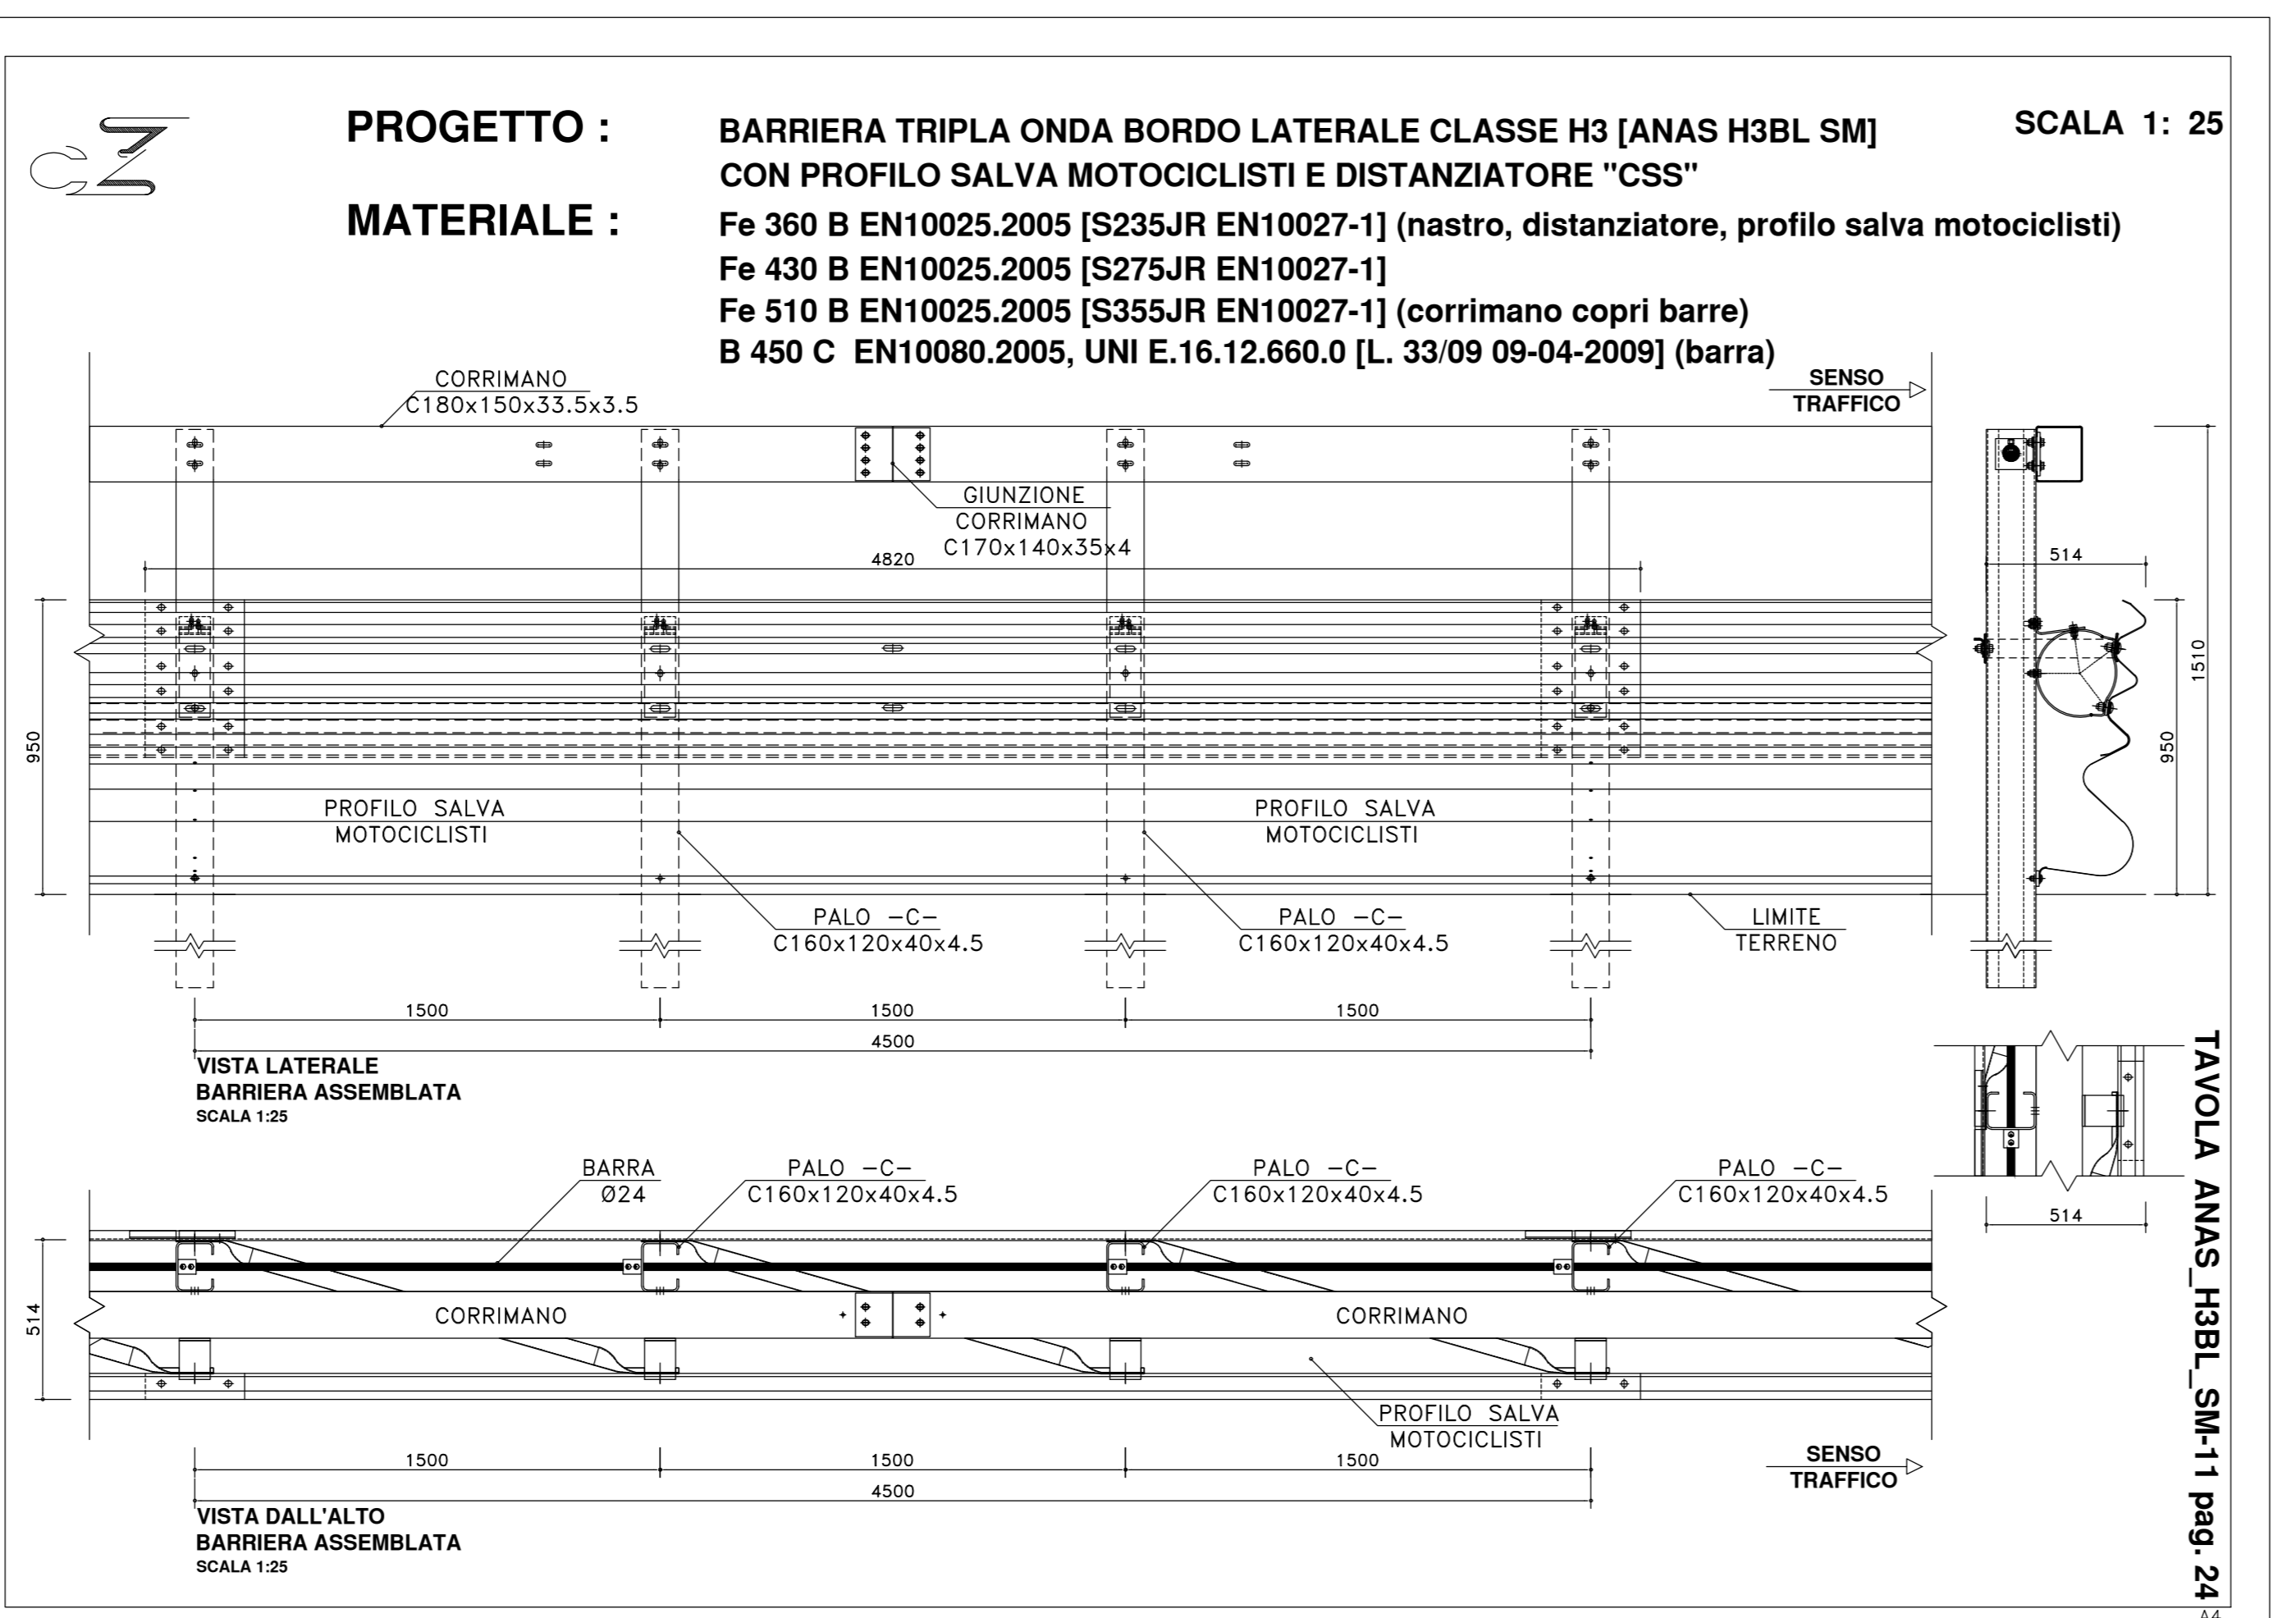 PROGETTO :
BARRIERA TRIPLA ONDA BORDO LATERALE CLASSE H3 [ANAS H3BL SM]
SCALA 1: 25
CON PROFILO SALVA MOTOCICLISTI E DISTANZIATORE "CSS"
MATERIALE :
Fe 360 B EN10025.2005 [S235JR EN10027-1] (nastro, distanziatore, profilo salva motociclisti)
Fe 430 B EN10025.2005 [S275JR EN10027-1]
Fe 510 B EN10025.2005 [S355JR EN10027-1] (corrimano copri barre)
B 450 C EN10080.2005, UNI E.16.12.660.0 [L. 33/09 09-04-2009] (barra)
CORRIMANO
C180x150x33.5x3.5
SENSO
TRAFFICO
GIUNZIONE
CORRIMANO
C170x140x35x4
4820
514
950
1510
950
PROFILO SALVA
MOTOCICLISTI
PROFILO SALVA
MOTOCICLISTI
PALO -C-
C160x120x40x4.5
PALO -C-
C160x120x40x4.5
LIMITE
TERRENO
1500
1500
1500
4500
VISTA LATERALE
BARRIERA ASSEMBLATA
SCALA 1:25
BARRA
Ø24
PALO -C-
C160x120x40x4.5
PALO -C-
C160x120x40x4.5
PALO -C-
C160x120x40x4.5
514
514
CORRIMANO
CORRIMANO
PROFILO SALVA
MOTOCICLISTI
1500
1500
1500
4500
SENSO
TRAFFICO
VISTA DALL'ALTO
BARRIERA ASSEMBLATA
SCALA 1:25
TAVOLA ANAS_H3BL_SM-11 pag. 24
A4